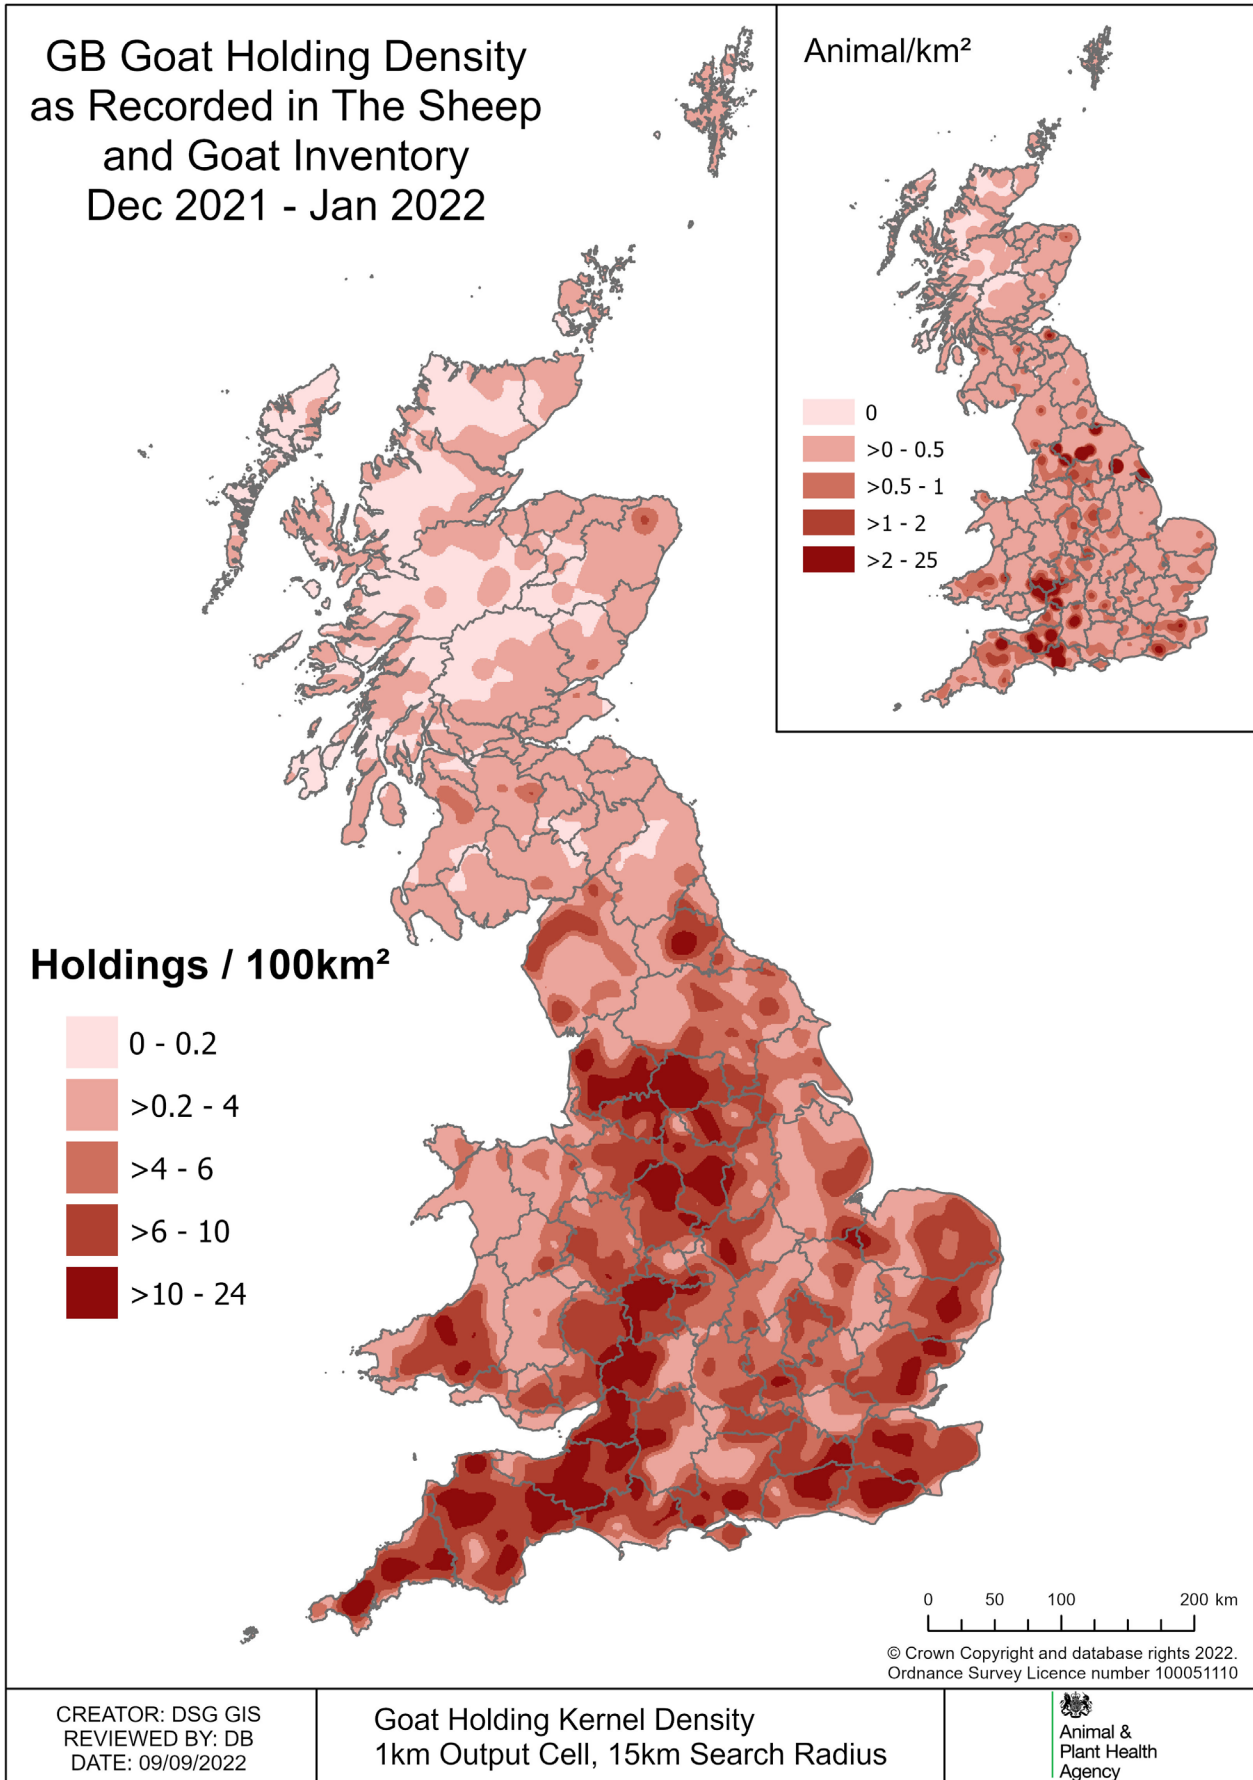 GB Goat Holding Density
as Recorded in The Sheep
and Goat Inventory
Dec 2021 - Jan 2022
Animal/km²
0
>0 - 0.5
>0.5 - 1
>1 - 2
>2 - 25
Holdings / 100km²
0 - 0.2
>0.2 - 4
>4 - 6
>6 - 10
>10 - 24
0 50 100 200 km
© Crown Copyright and database rights 2022.
Ordnance Survey Licence number 100051110
CREATOR: DSG GIS
REVIEWED BY: DB
DATE: 09/09/2022
Goat Holding Kernel Density
1km Output Cell, 15km Search Radius
Animal &
Plant Health
Agency